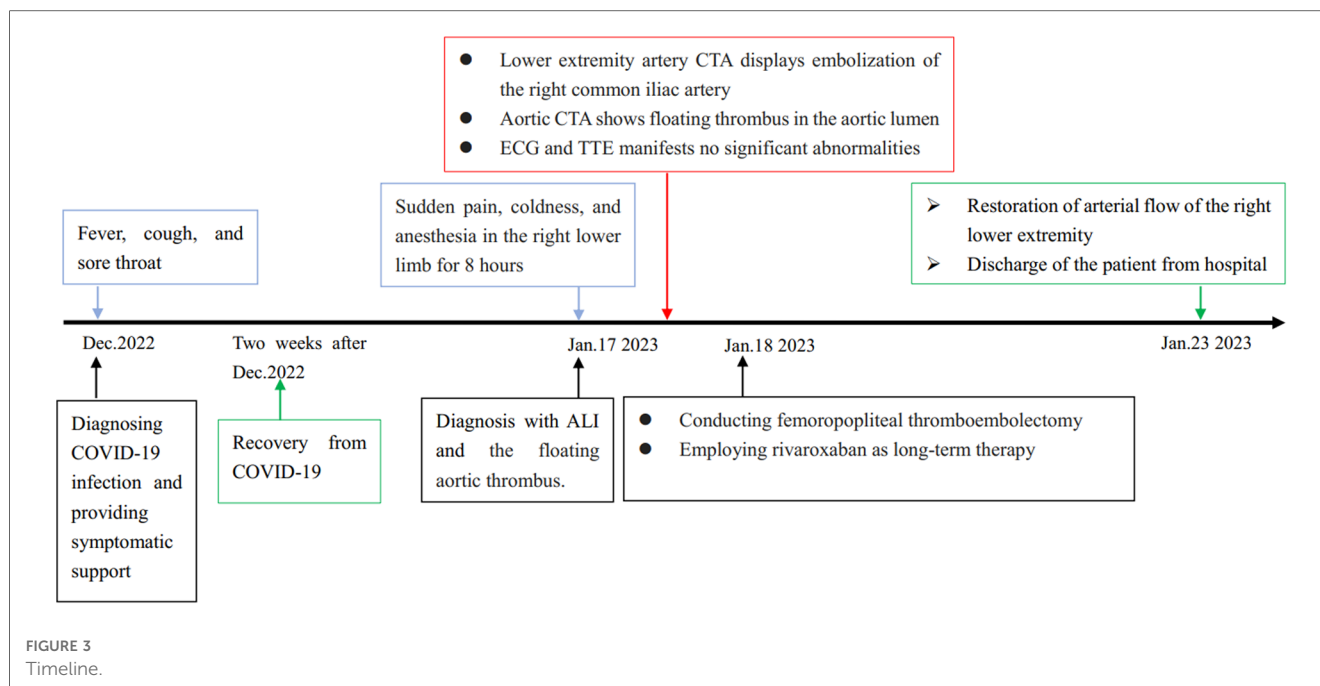 ● Lower extremity artery CTA displays embolization of
the right common iliac artery
● Aortic CTA shows floating thrombus in the aortic lumen
● ECG and TTE manifests no significant abnormalities
Fever, cough, and
sore throat
Sudden pain, coldness, and
anesthesia in the right lower
limb for 8 hours
➢ Restoration of arterial flow of the right
lower extremity
➢ Discharge of the patient from hospital
Dec.2022
Two weeks after
Dec.2022
Jan.17 2023
Jan.18 2023
Jan.23 2023
Diagnosing
COVID-19
infection and
providing
symptomatic
support
Recovery from
COVID-19
Diagnosis with ALI
and the floating
aortic thrombus.
● Conducting femoropopliteal thromboembolectomy
● Employing rivaroxaban as long-term therapy
FIGURE 3
Timeline.